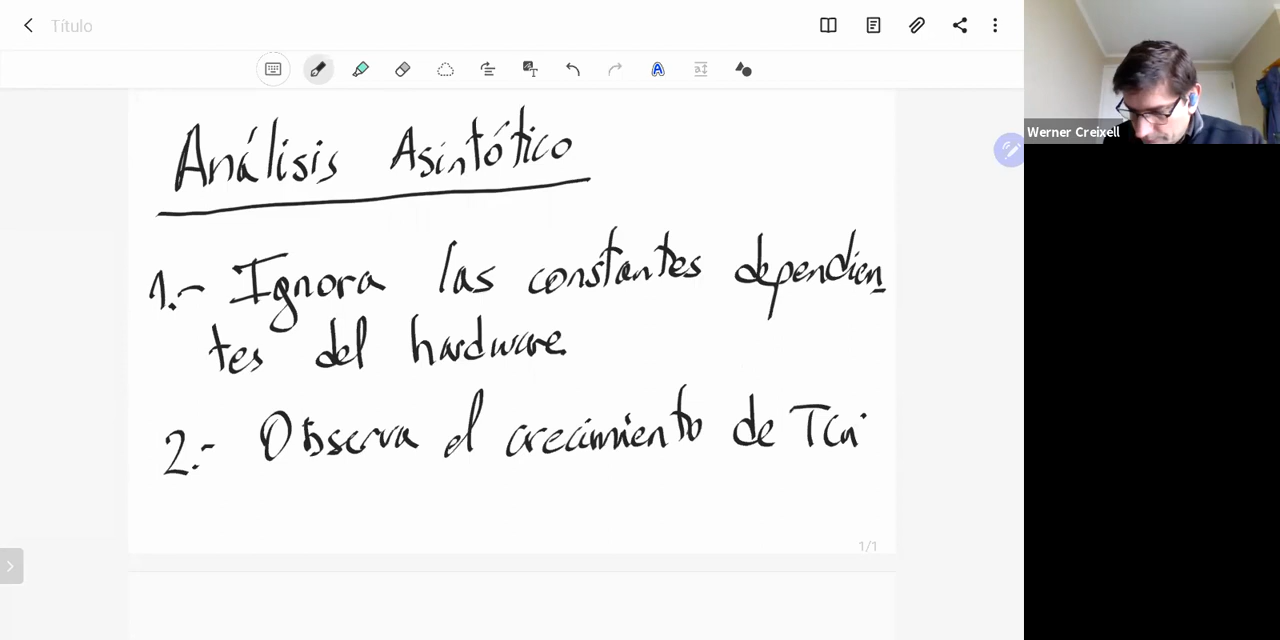 Título
Werner Creixell
Análisis Asintótico
1.- Ignora las constantes dependien
tes del hardware
2.- Observa el crecimiento de T(n
1/1